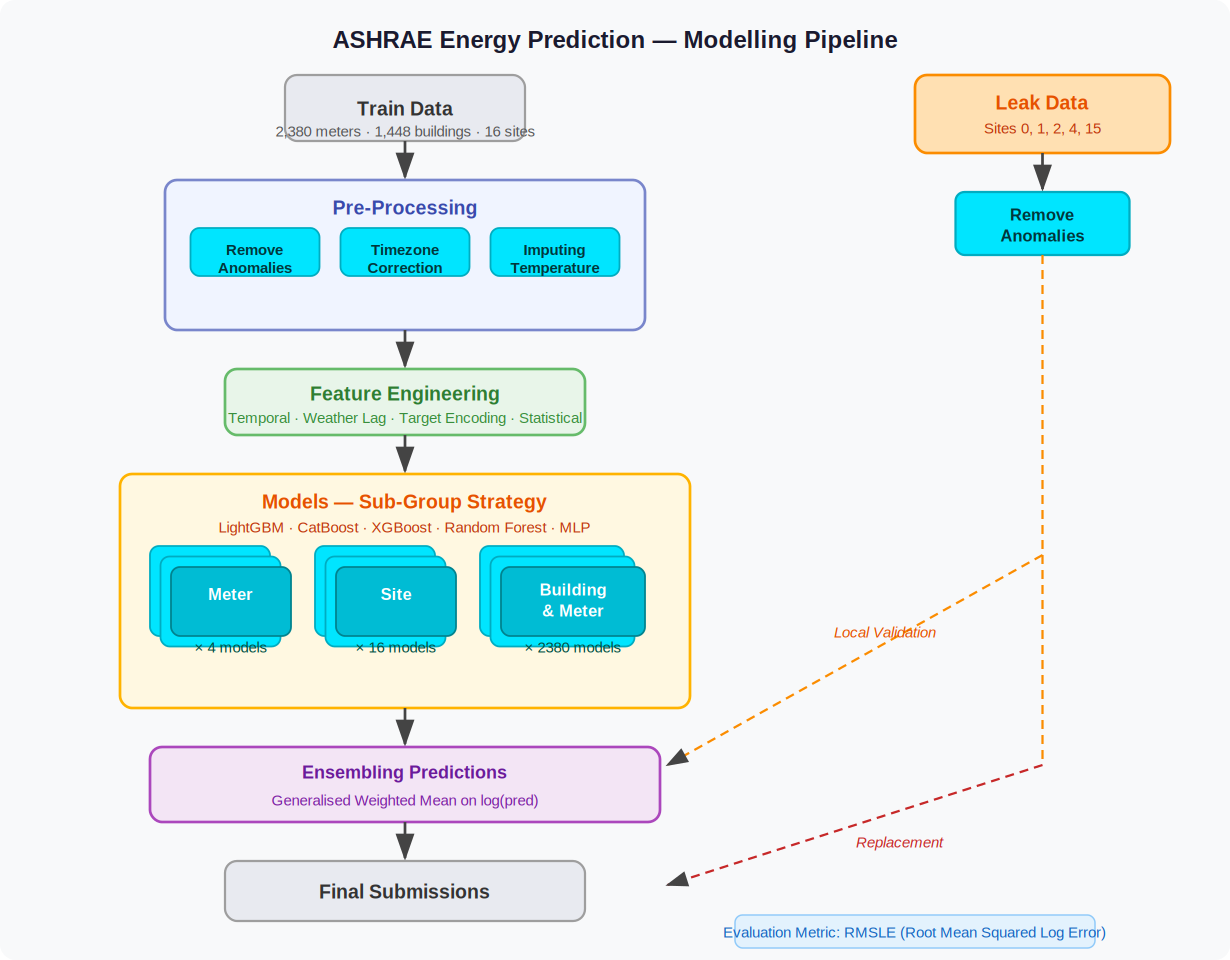 ASHRAE Energy Prediction — Modelling Pipeline
Train Data
2,380 meters · 1,448 buildings · 16 sites
Leak Data
Sites 0, 1, 2, 4, 15
Pre-Processing
Remove
Anomalies
Timezone
Correction
Imputing
Temperature
Remove
Anomalies
Feature Engineering
Temporal · Weather Lag · Target Encoding · Statistical
Models — Sub-Group Strategy
LightGBM · CatBoost · XGBoost · Random Forest · MLP
Meter
× 4 models
Site
× 16 models
Building
& Meter
× 2380 models
Local Validation
Ensembling Predictions
Generalised Weighted Mean on log(pred)
Replacement
Final Submissions
Evaluation Metric: RMSLE (Root Mean Squared Log Error)